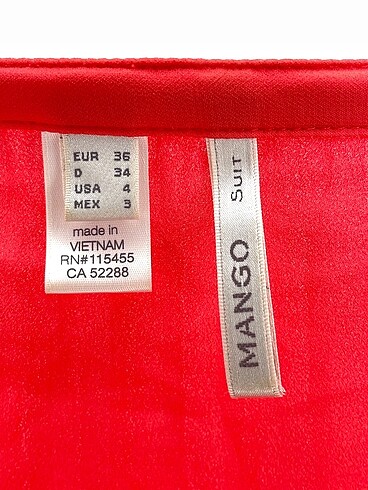 EUR 36
D 34
USA 4
MEX 3
made in
VIETNAM
RN#115455
CA 52288
MANGO Suit